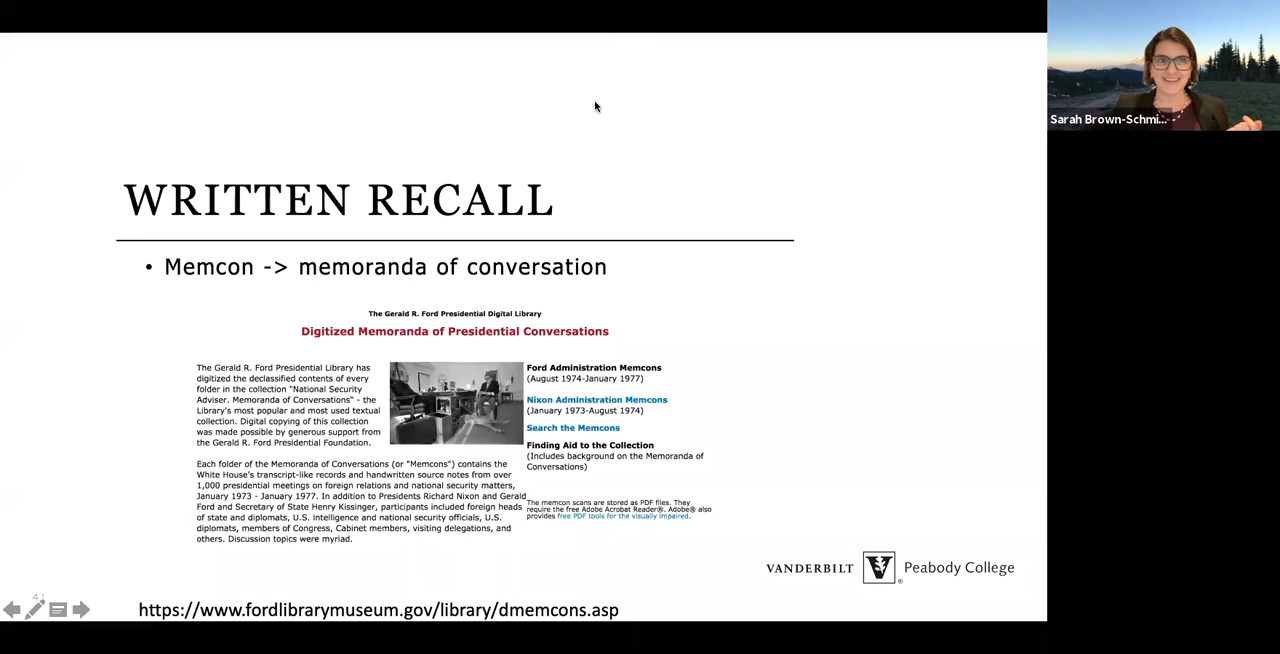 Sarah Brown-Schmi...
WRITTEN RECALL
• Memcon -> memoranda of conversation
The Gerald R. Ford Presidential Digital Library
Digitized Memoranda of Presidential Conversations
The Gerald R. Ford Presidential Library has
digitized the declassified contents of every
folder in the collection "National Security
Adviser. Memoranda of Conversations" - the
Library's most popular and most used textual
collection. Digital copying of this collection
was made possible by generous support from
the Gerald R. Ford Presidential Foundation.
Each folder of the Memoranda of Conversations (or "Memcons") contains the
White House's transcript-like records and handwritten source notes from over
1,000 presidential meetings on foreign relations and national security matters,
January 1973 - January 1977. In addition to Presidents Richard Nixon and Gerald
Ford and Secretary of State Henry Kissinger, participants included foreign heads
of state and diplomats, U.S. intelligence and national security officials, U.S.
diplomats, members of Congress, Cabinet members, visiting delegations, and
others. Discussion topics were myriad.
Ford Administration Memcons
(August 1974-January 1977)
Nixon Administration Memcons
(January 1973-August 1974)
Search the Memcons
Finding Aid to the Collection
(Includes background on the Memoranda of
Conversations)
The memcon scans are stored as PDF files. They
require the free Adobe Acrobat Reader®. Adobe® also
provides free PDF tools for the visually impaired.
VANDERBILT V® Peabody College
41
https://www.fordlibrarymuseum.gov/library/dmemcons.asp